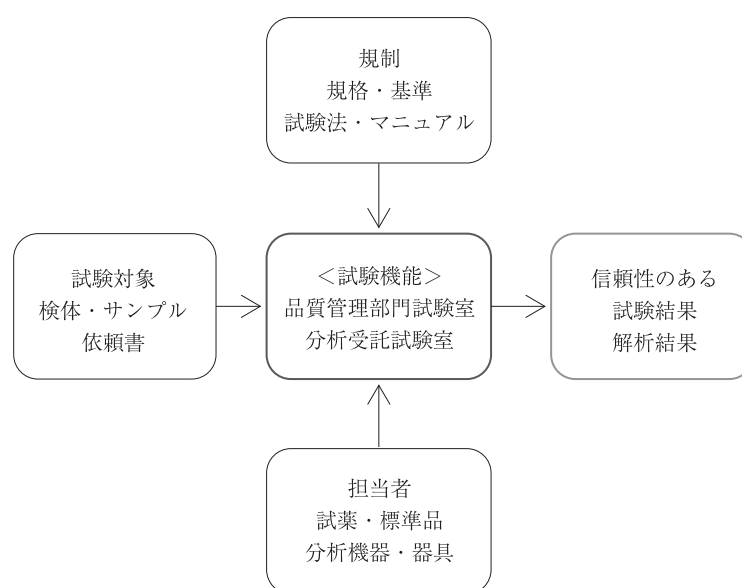 規制
規格・基準
試験法・マニュアル
試験対象
検体・サンプル
依頼書
＜試験機能＞
品質管理部門試験室
分析受託試験室
信頼性のある
試験結果
解析結果
担当者
試薬・標準品
分析機器・器具